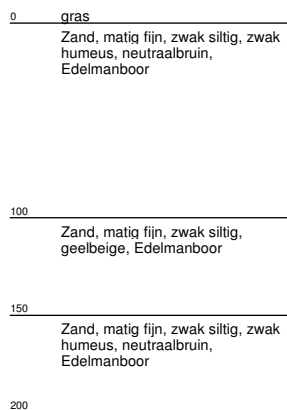 0 gras
Zand, matig fijn, zwak siltig, zwak
humeus, neutraalbruin,
Edelmanboor
100
Zand, matig fijn, zwak siltig,
geelbeige, Edelmanboor
150
Zand, matig fijn, zwak siltig, zwak
humeus, neutraalbruin,
Edelmanboor
200